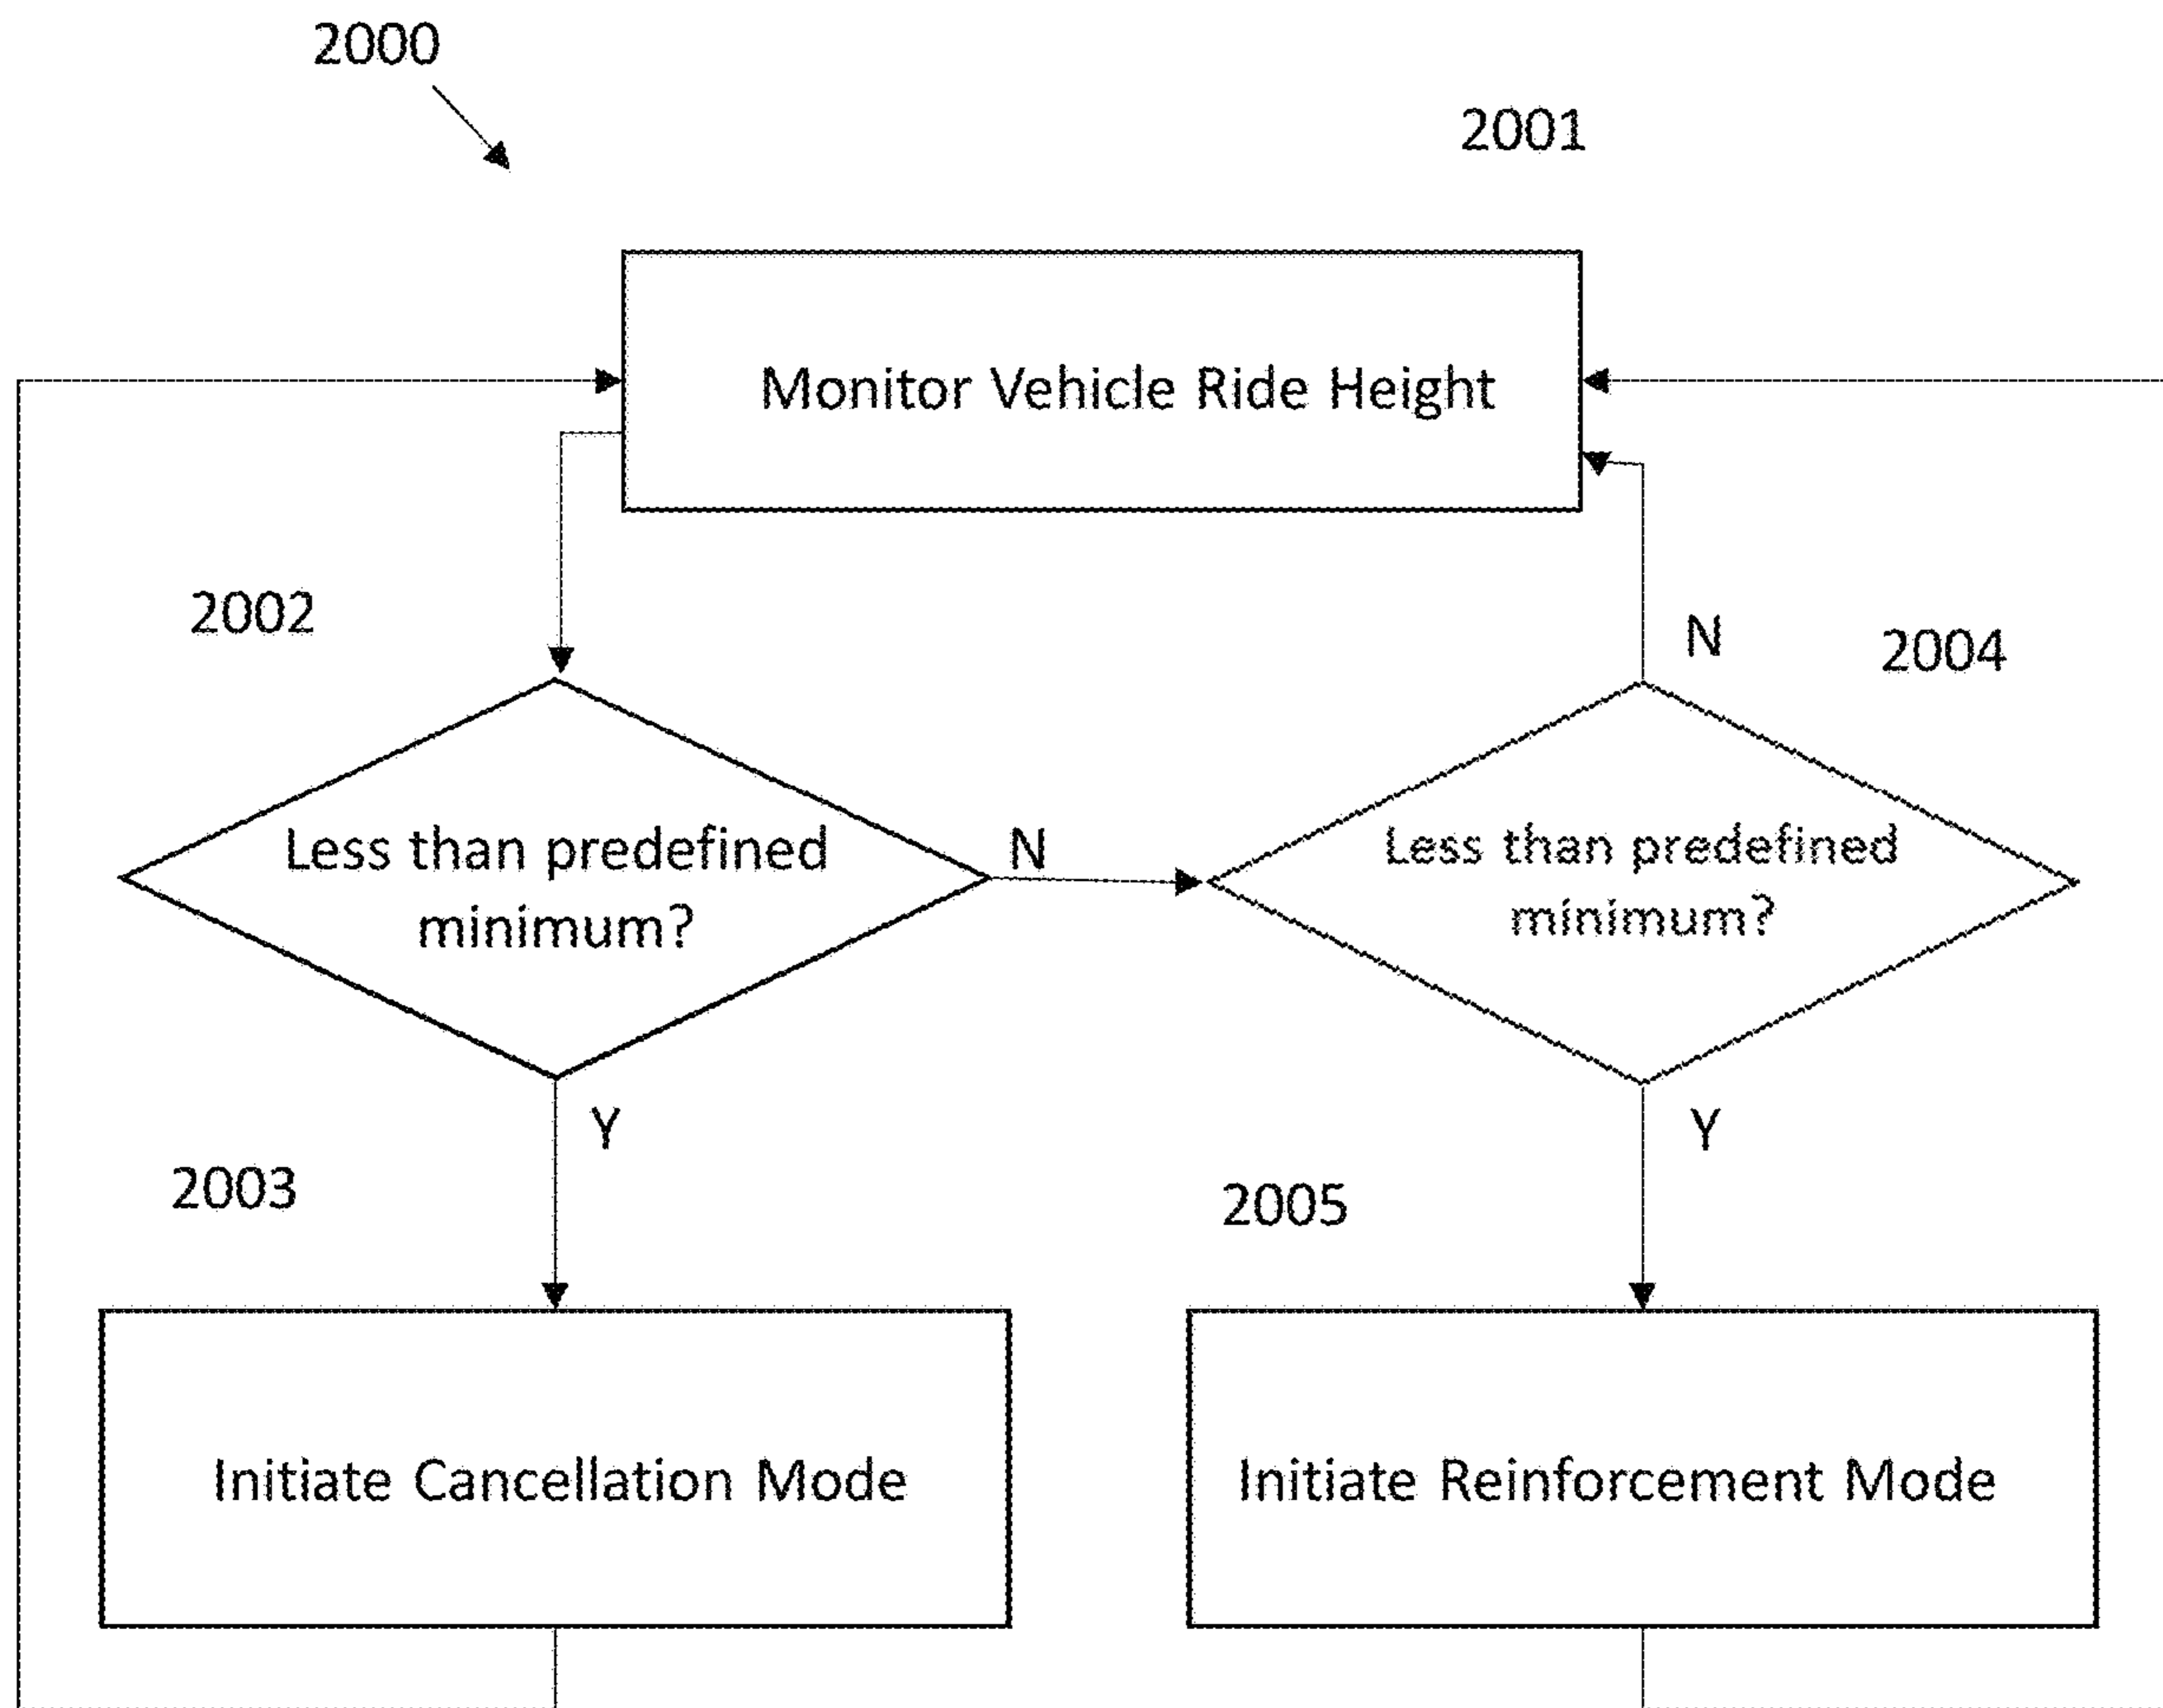 2000
2001
Monitor Vehicle Ride Height
2002
N
2004
Less than predefined
minimum?
N
Less than predefined
minimum?
Y
Y
2003
2005
Initiate Cancellation Mode
Initiate Reinforcement Mode